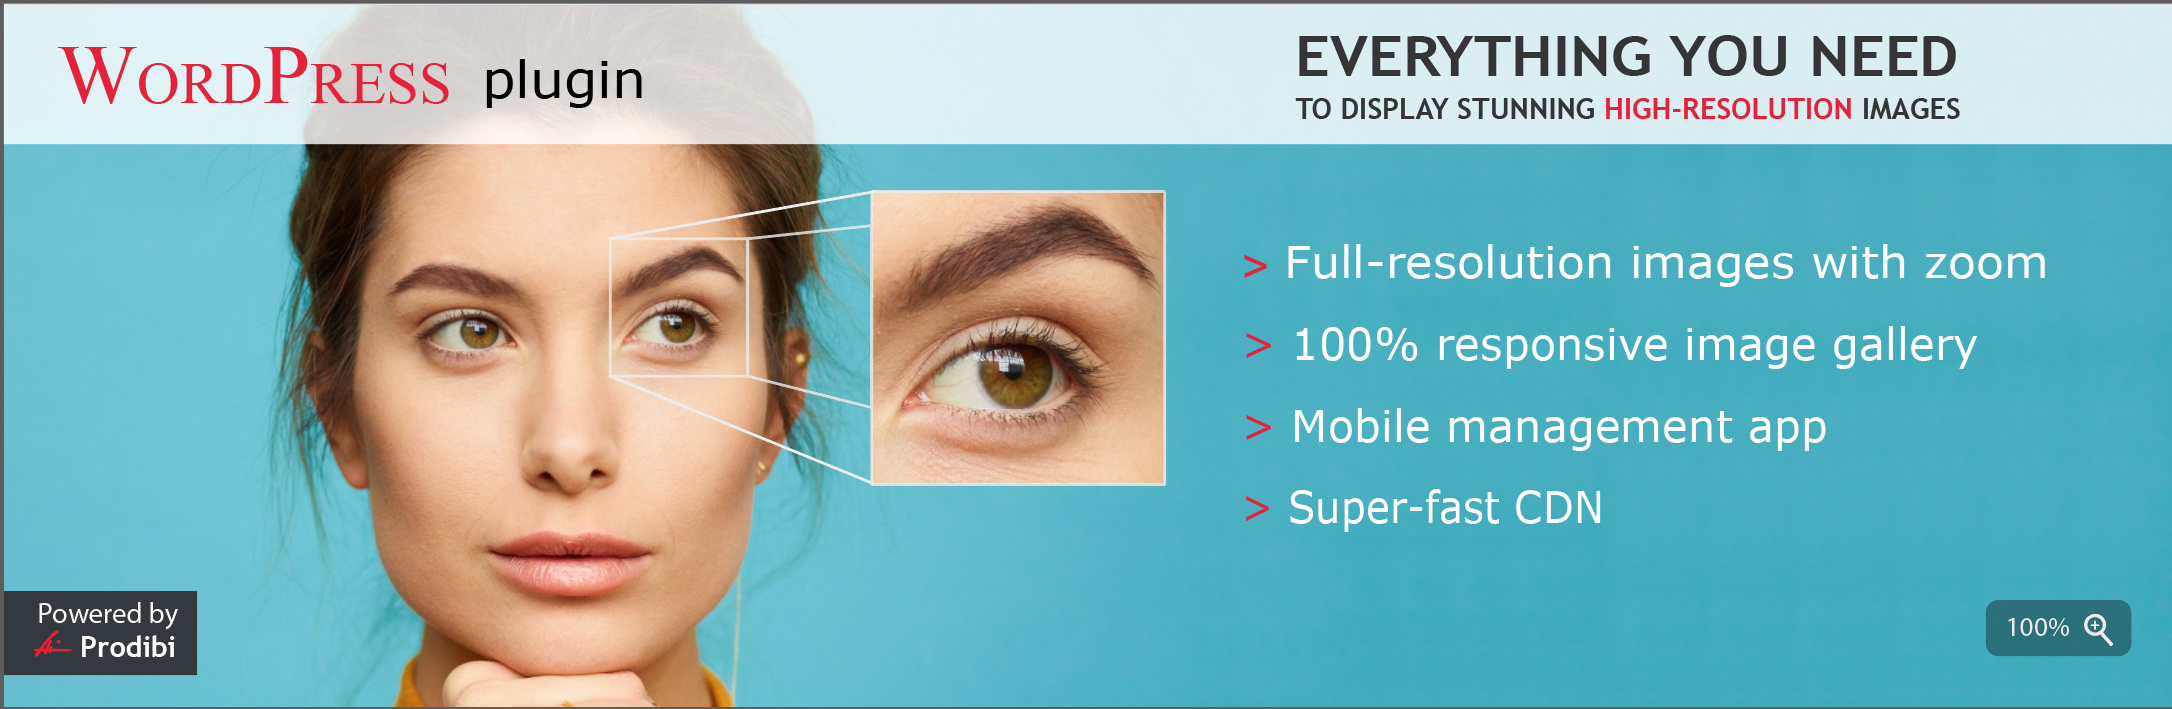 WORDPRESS plugin
EVERYTHING YOU NEED
TO DISPLAY STUNNING HIGH-RESOLUTION IMAGES
> Full-resolution images with zoom
> 100% responsive image gallery
> Mobile management app
> Super-fast CDN
Powered by
Prodibi
100%